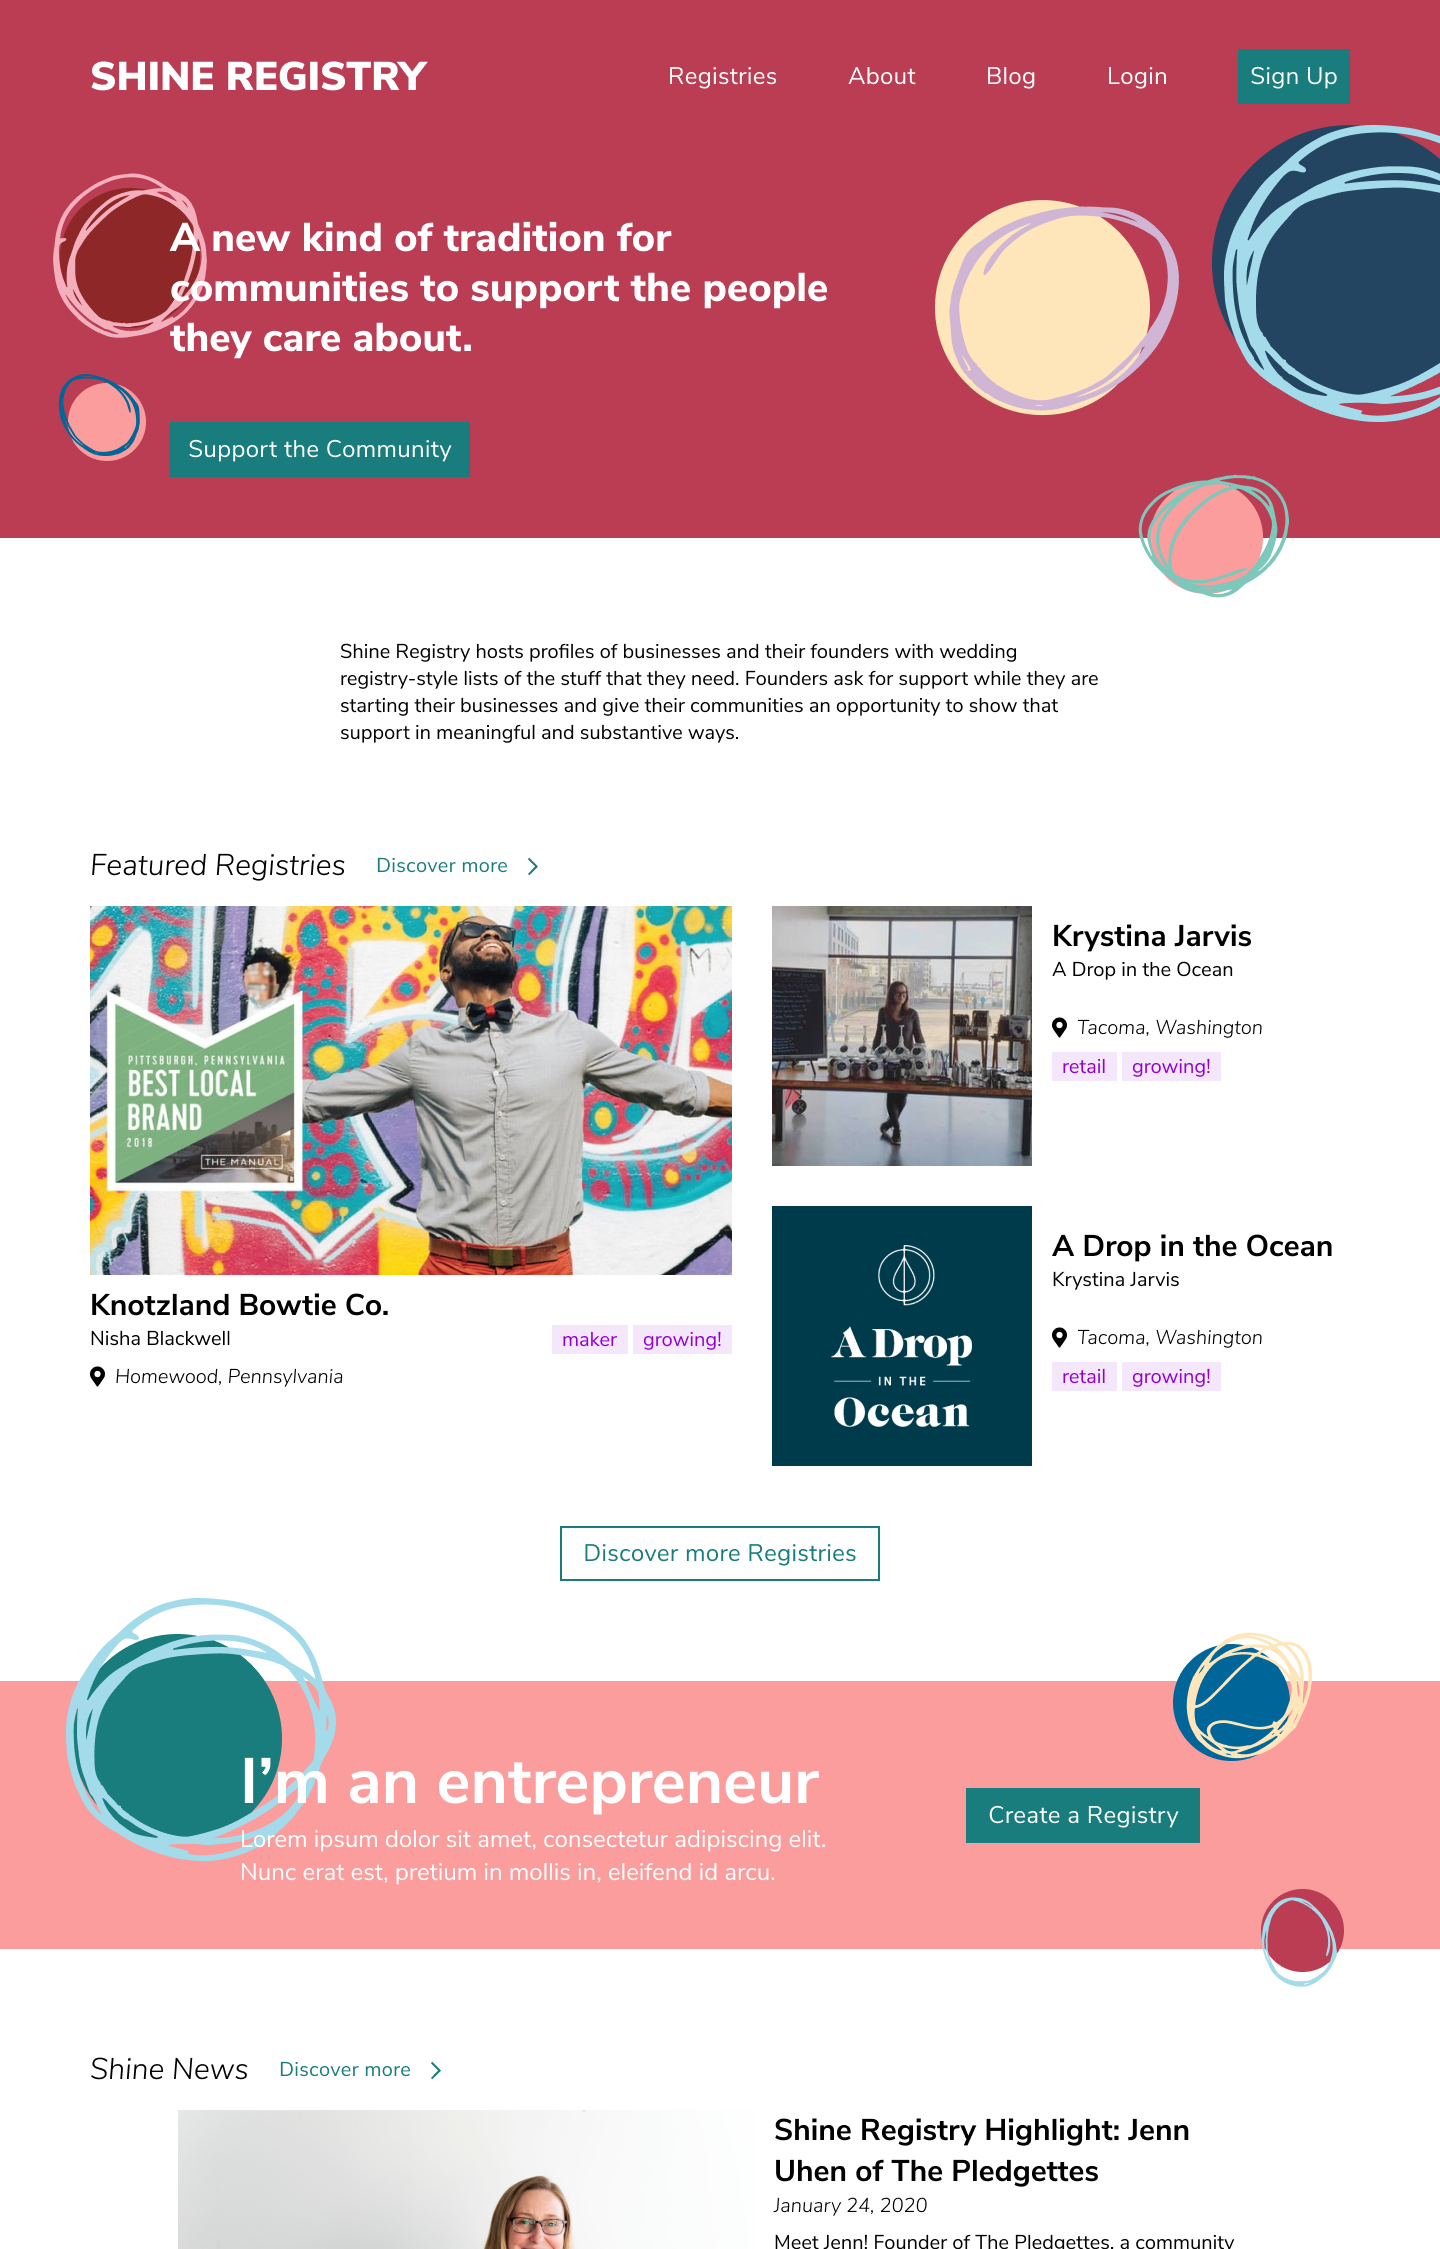 SHINE REGISTRY
Registries
About
Blog
Login
Sign Up
A new kind of tradition for
communities to support the people
they care about.
Support the Community
Shine Registry hosts profiles of businesses and their founders with wedding
registry-style lists of the stuff that they need. Founders ask for support while they are
starting their businesses and give their communities an opportunity to show that
support in meaningful and substantive ways.
Featured Registries
Discover more
PITTSBURGH, PENNSYLVANIA
BEST LOCAL
BRAND
2018
THE MANUAL
Knotzland Bowtie Co.
Nisha Blackwell
maker
growing!
Homewood, Pennsylvania
Krystina Jarvis
A Drop in the Ocean
Tacoma, Washington
retail
growing!
A Drop
IN THE
Ocean
A Drop in the Ocean
Krystina Jarvis
Tacoma, Washington
retail
growing!
Discover more Registries
I’m an entrepreneur
Lorem ipsum dolor sit amet, consectetur adipiscing elit.
Nunc erat est, pretium in mollis in, eleifend id arcu.
Create a Registry
Shine News
Discover more
Shine Registry Highlight: Jenn
Uhen of The Pledgettes
January 24, 2020
Meet Jenn! Founder of The Pledgettes, a community